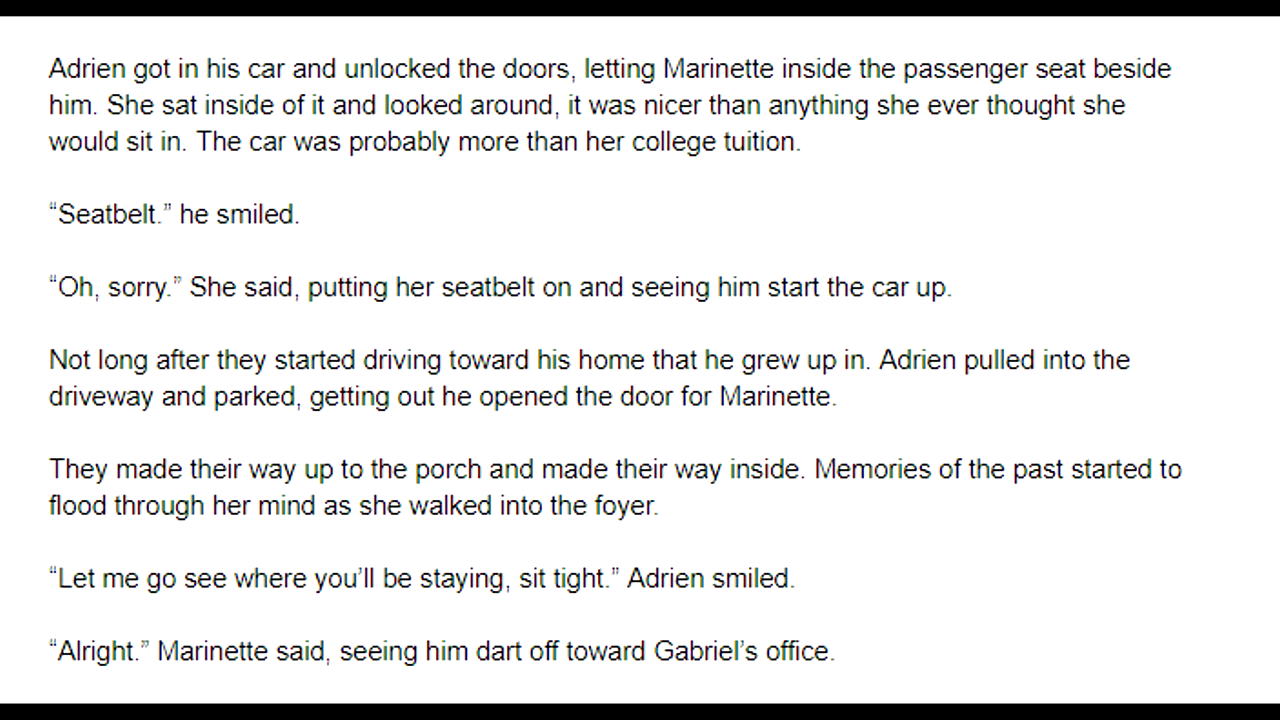 Adrien got in his car and unlocked the doors, letting Marinette inside the passenger seat beside
him. She sat inside of it and looked around, it was nicer than anything she ever thought she
would sit in. The car was probably more than her college tuition.
“Seatbelt.” he smiled.
“Oh, sorry.” She said, putting her seatbelt on and seeing him start the car up.
Not long after they started driving toward his home that he grew up in. Adrien pulled into the
driveway and parked, getting out he opened the door for Marinette.
They made their way up to the porch and made their way inside. Memories of the past started to
flood through her mind as she walked into the foyer.
“Let me go see where you’ll be staying, sit tight.” Adrien smiled.
“Alright.” Marinette said, seeing him dart off toward Gabriel’s office.